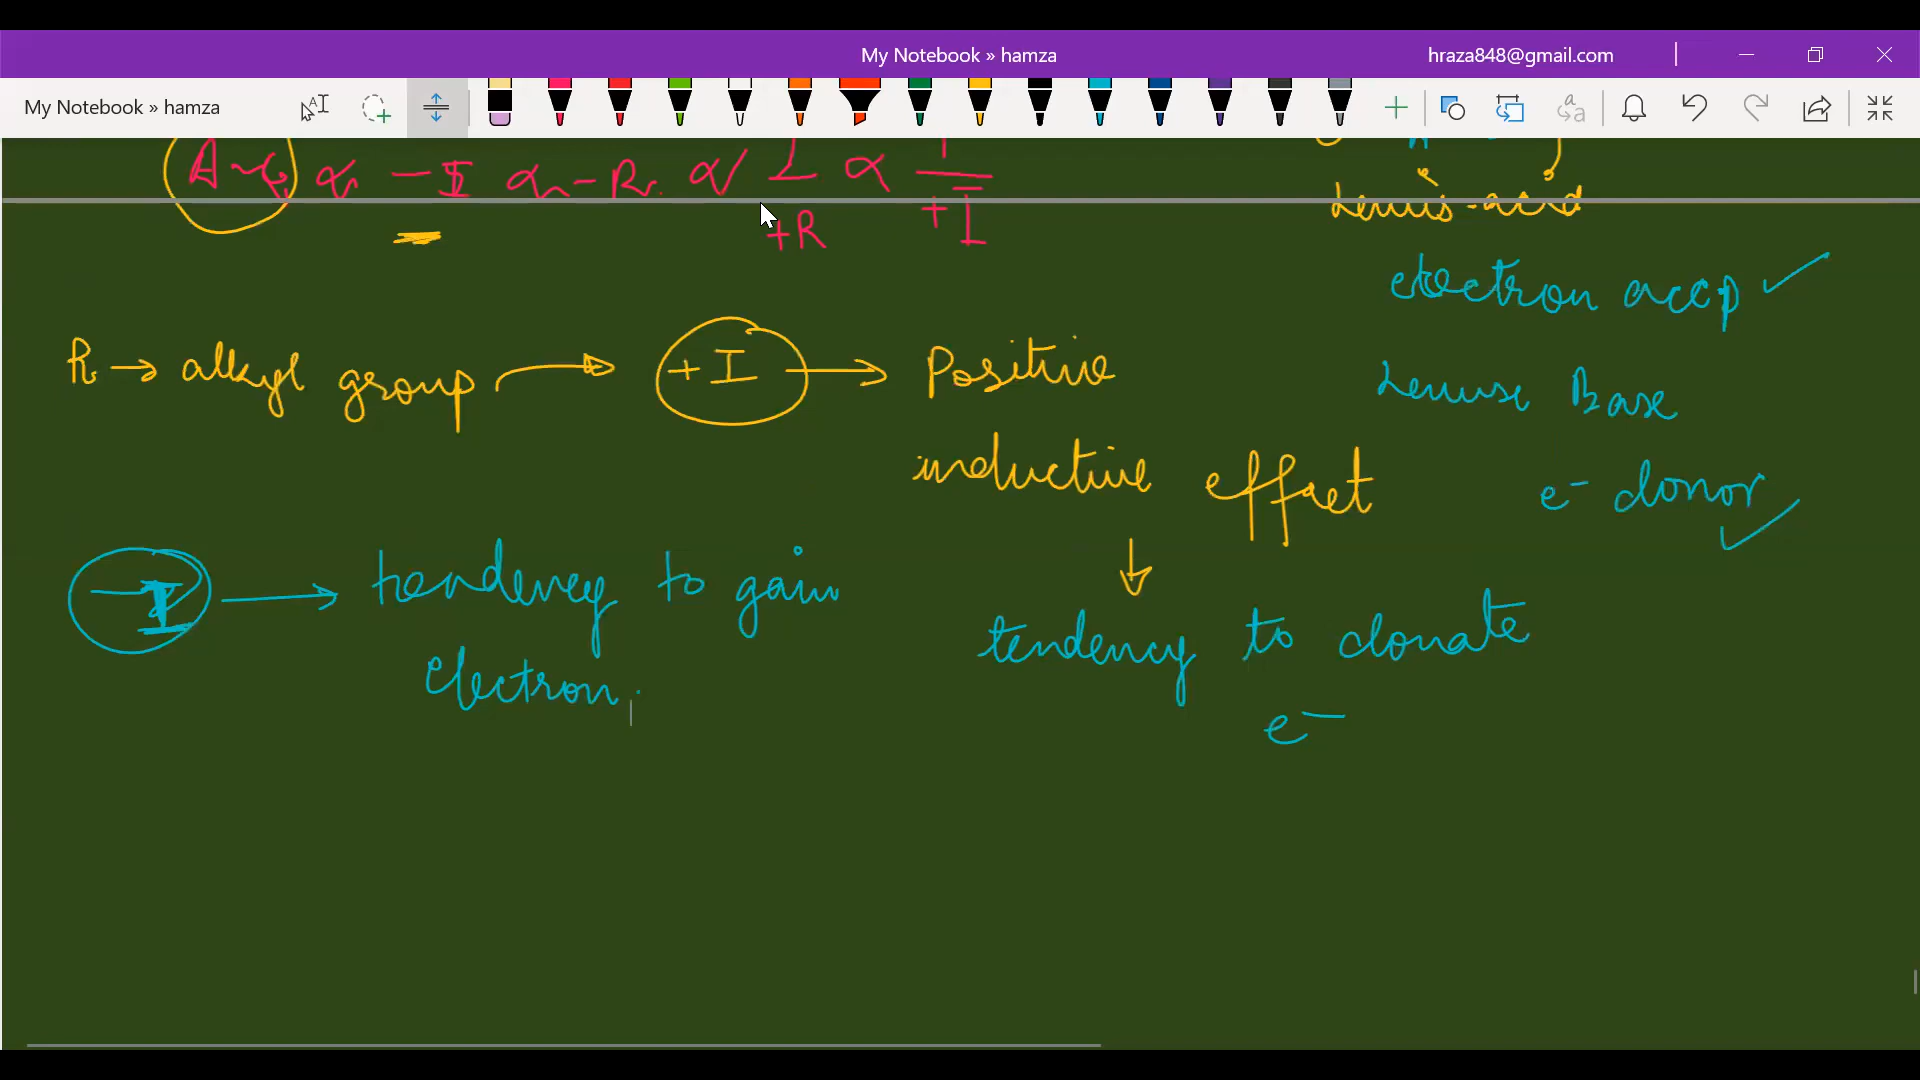 My Notebook » hamza
hraza848@gmail.com
My Notebook » hamza
∝ -I ∝ -R ∝ 1/+R ∝ 1/+I
Lewis-acid
electron accp ✓
R → alkyl group → +I → Positive
inductive effect
↓
tendency to donate
e⁻
Lewise Base
e⁻ donor ✓
-I → tendency to gain
Electron.